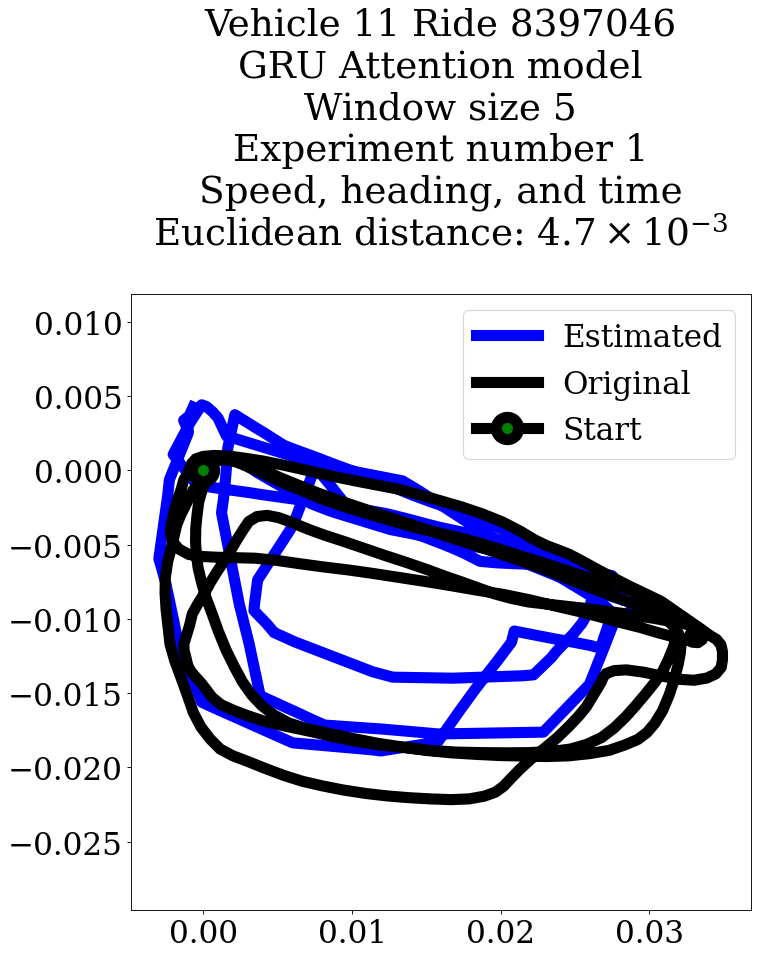 Vehicle 11 Ride 8397046
GRU Attention model
Window size 5
Experiment number 1
Speed, heading, and time
Euclidean distance: 4.7 × 10⁻³
Estimated
Original
Start
0.010
0.005
0.000
−0.005
−0.010
−0.015
−0.020
−0.025
0.00 0.01 0.02 0.03